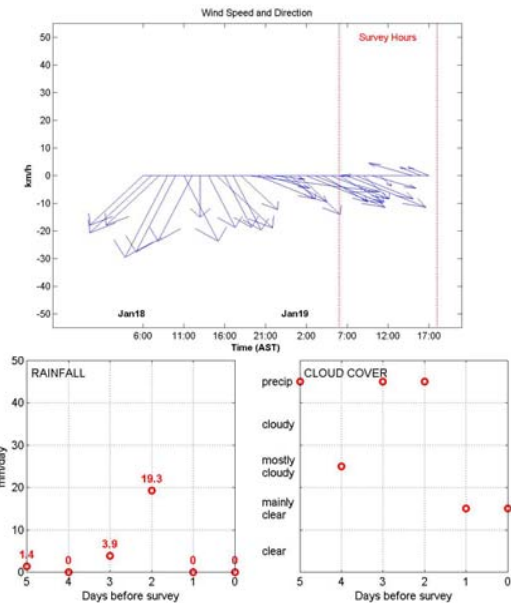 Wind Speed and Direction
50
Survey Hours
40
30
20
10
km/h
0
-10
-20
-30
-40
-50
Jan18
Jan19
6:00 11:00 16:00 21:00 2:00 7:00 12:00 17:00
Time (AST)
50
RAINFALL
40
30
mm/day
20
10
0
1.4
0
3.9
19.3
0
0
5 4 3 2 1 0
Days before survey
CLOUD COVER
precip
cloudy
mostly
cloudy
mainly
clear
clear
5 4 3 2 1 0
Days before survey